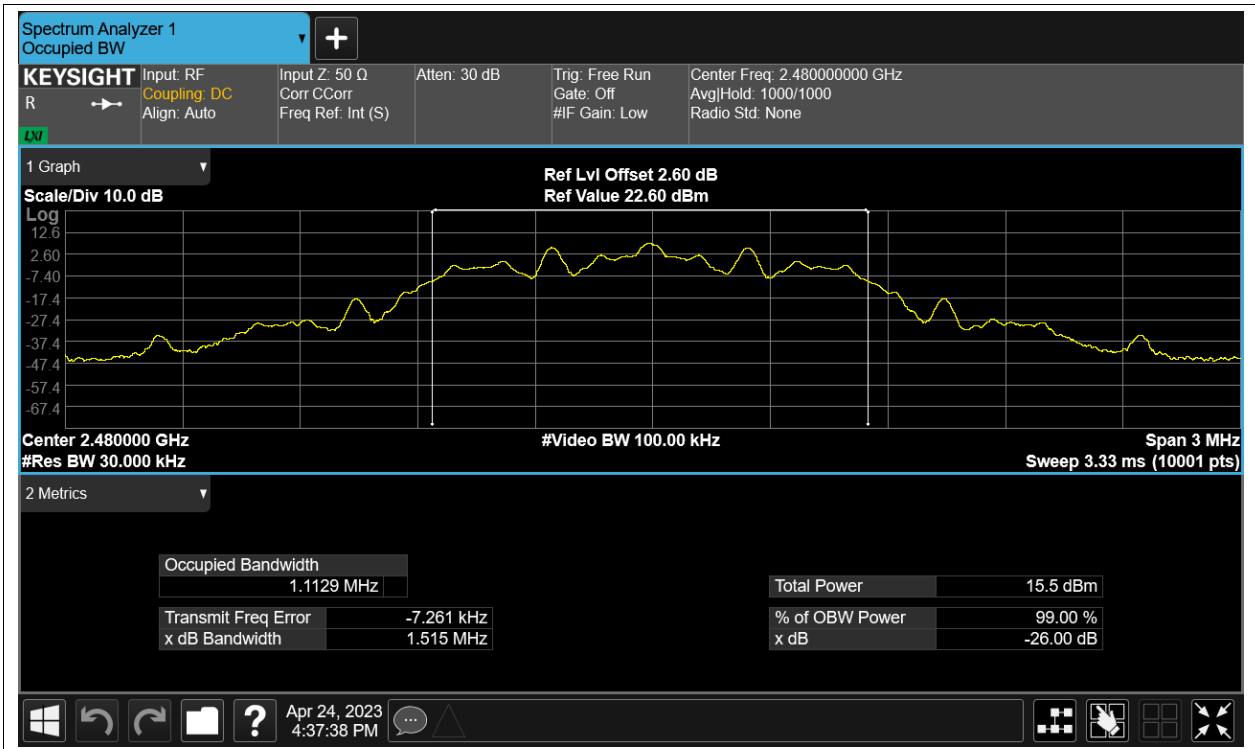 Spectrum Analyzer 1
Occupied BW
KEYSIGHT Input: RF Input Z: 50 Ω Atten: 30 dB Trig: Free Run Center Freq: 2.480000000 GHz
R Coupling: DC Corr CCorr Gate: Off Avg|Hold: 1000/1000
Align: Auto Freq Ref: Int (S) #IF Gain: Low Radio Std: None
LXI
1 Graph
Ref Lvl Offset 2.60 dB
Scale/Div 10.0 dB Ref Value 22.60 dBm
Log
12.6
2.60
-7.40
-17.4
-27.4
-37.4
-47.4
-57.4
-67.4
Center 2.480000 GHz #Video BW 100.00 kHz Span 3 MHz
#Res BW 30.000 kHz Sweep 3.33 ms (10001 pts)
2 Metrics
Occupied Bandwidth
1.1129 MHz Total Power 15.5 dBm
Transmit Freq Error -7.261 kHz % of OBW Power 99.00 %
x dB Bandwidth 1.515 MHz x dB -26.00 dB
? Apr 24, 2023
4:37:38 PM